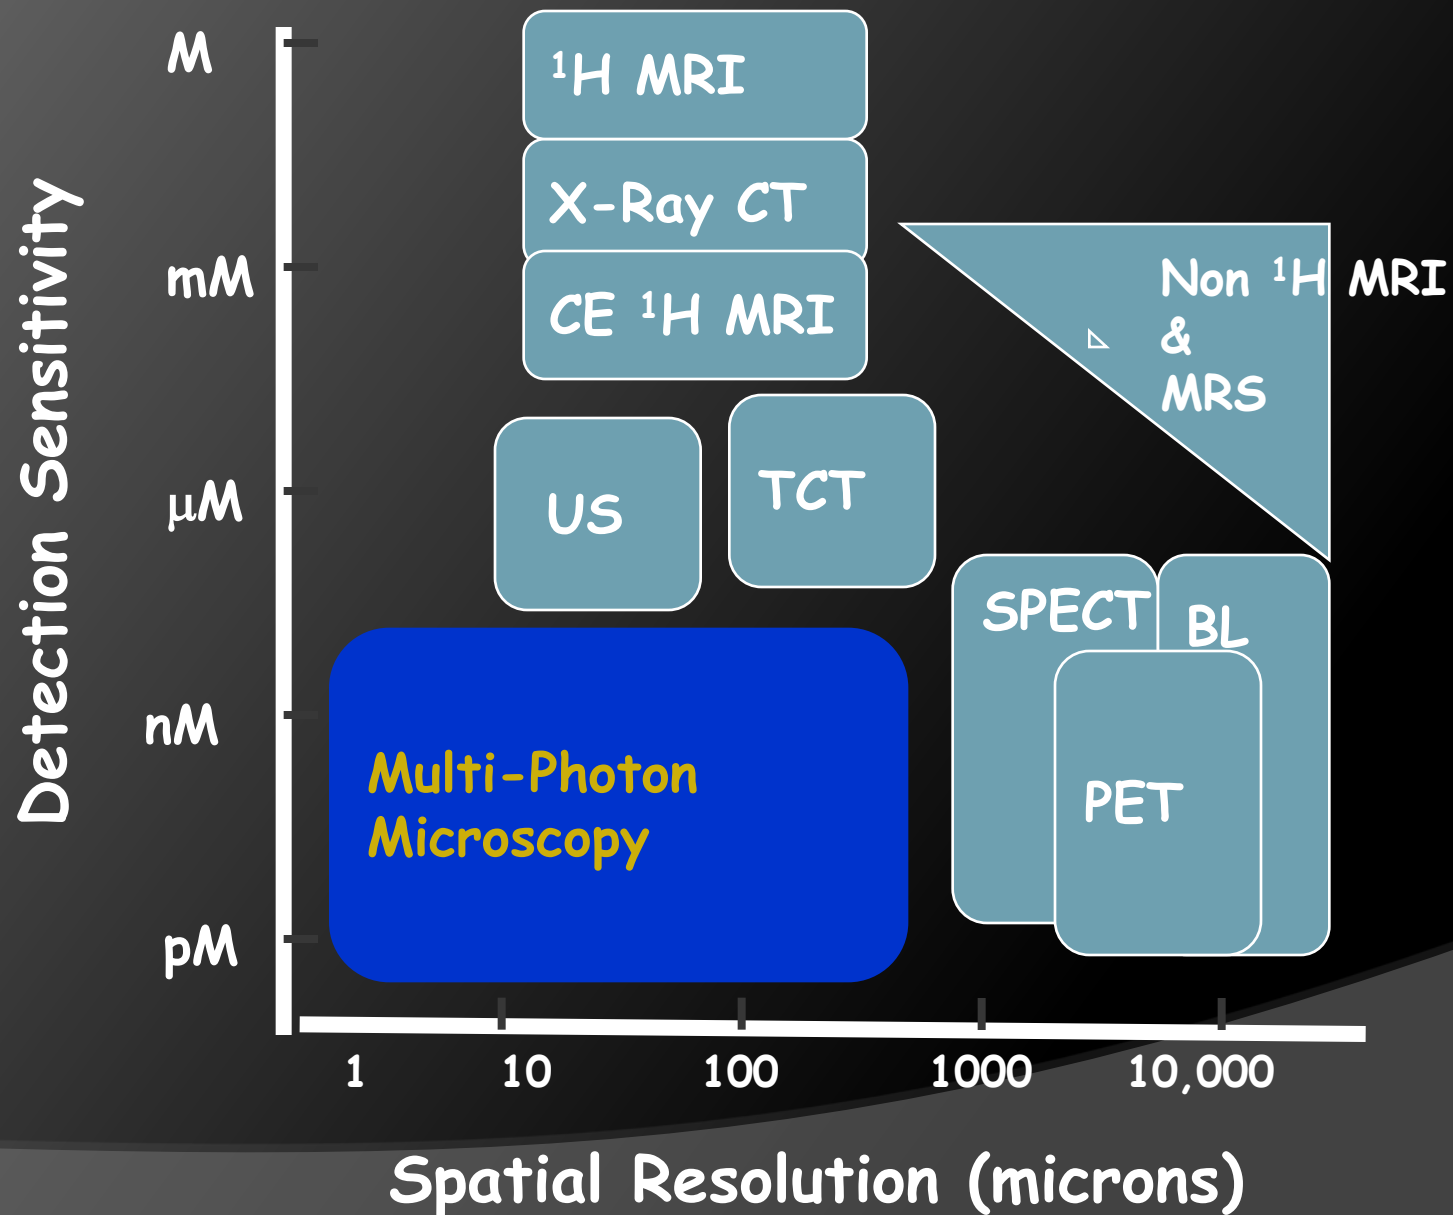 Detection Sensitivity
M
mM
μM
nM
pM
¹H MRI
X-Ray CT
CE ¹H MRI
Non ¹H MRI
&
MRS
US
TCT
SPECT
BL
PET
Multi-Photon
Microscopy
1
10
100
1000
10,000
Spatial Resolution (microns)